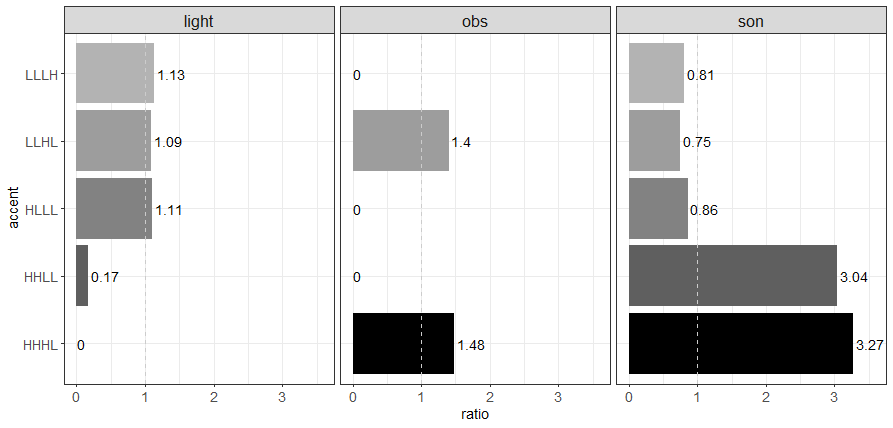 light obs son
LLLH 1.13 0 0.81
LLHL 1.09 1.4 0.75
HLLL 1.11 0 0.86
HHLL 0.17 0 3.04
HHHL 0 1.48 3.27
accent
0 1 2 3 0 1 2 3 0 1 2 3
ratio